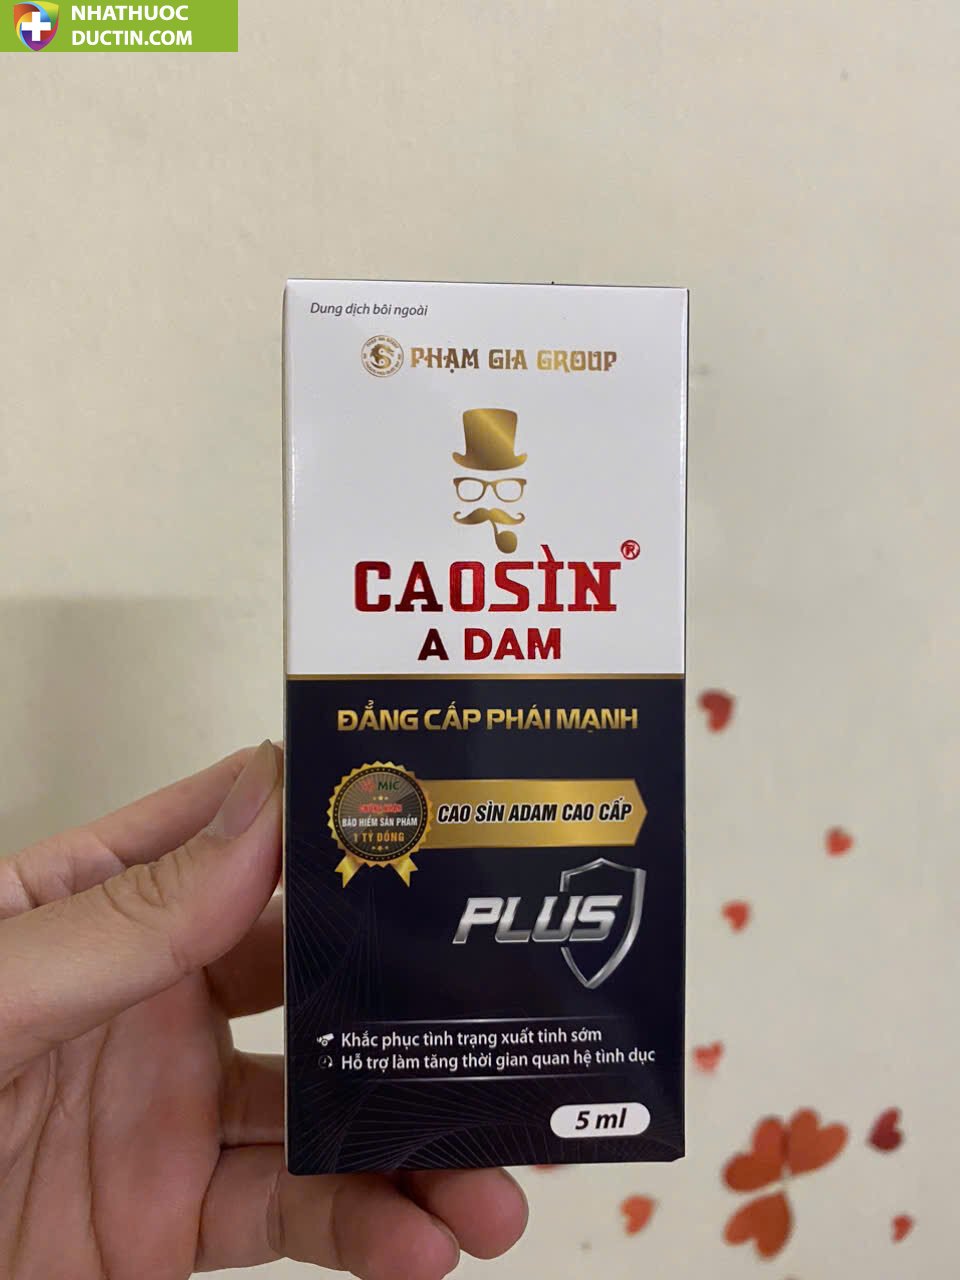 NHATHUOC
DUCTIN.COM
Dung dịch bôi ngoài
PHẠM GIA GROUP
CAOSÌN®
A DAM
ĐẲNG CẤP PHÁI MẠNH
MIC
CHỨNG NHẬN
BẢO HIỂM SẢN PHẨM
1 TỶ ĐỒNG
CAO SÌN ADAM CAO CẤP
PLUS
Khắc phục tình trạng xuất tinh sớm
Hỗ trợ làm tăng thời gian quan hệ tình dục
5 ml